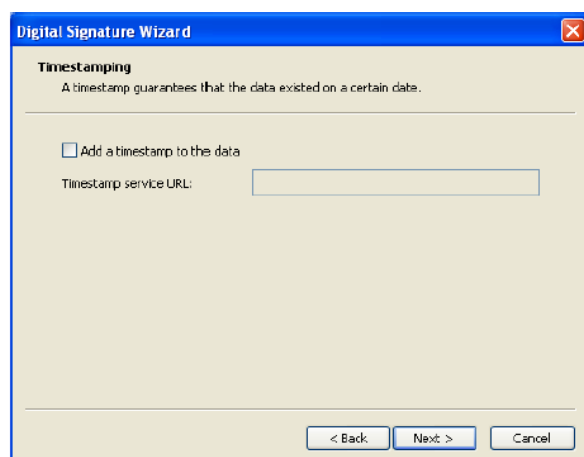 Digital Signature Wizard
Timestamping
A timestamp guarantees that the data existed on a certain date.
Add a timestamp to the data
Timestamp service URL:
< Back Next > Cancel